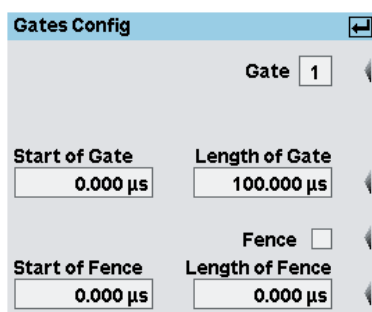 Gates Config
Gate 1
Start of Gate Length of Gate
0.000 µs 100.000 µs
Fence
Start of Fence Length of Fence
0.000 µs 0.000 µs